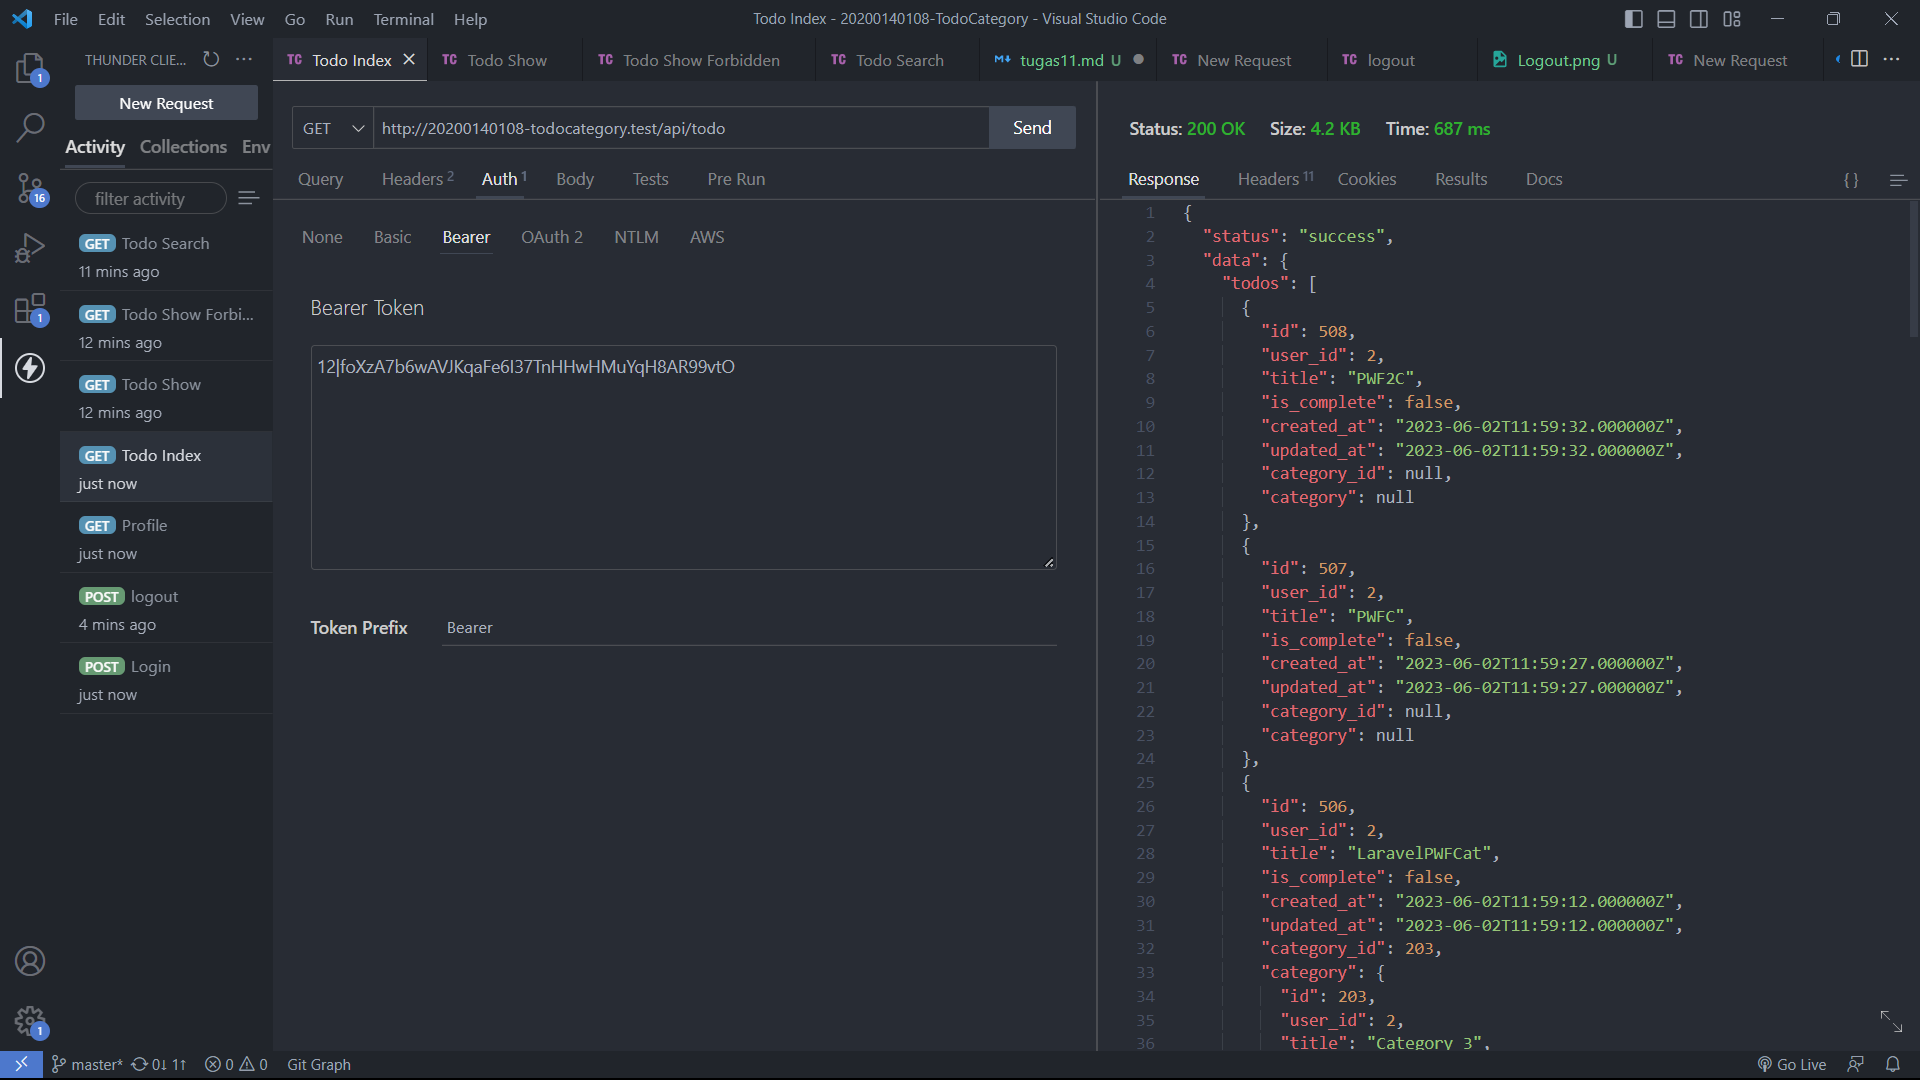 File Edit Selection View Go Run Terminal Help
Todo Index - 20200140108-TodoCategory - Visual Studio Code
THUNDER CLIE...
TC Todo Index
TC Todo Show
TC Todo Show Forbidden
TC Todo Search
tugas11.md U
TC New Request
TC logout
Logout.png U
TC New Request
New Request
Activity Collections Env
filter activity
GET Todo Search
11 mins ago
GET Todo Show Forbi...
12 mins ago
GET Todo Show
12 mins ago
GET Todo Index
just now
GET Profile
just now
POST logout
4 mins ago
POST Login
just now
1
16
1
1
GET http://20200140108-todocategory.test/api/todo Send
Query Headers 2 Auth 1 Body Tests Pre Run
None Basic Bearer OAuth 2 NTLM AWS
Bearer Token
Token Prefix Bearer
Status: 200 OK Size: 4.2 KB Time: 687 ms
Response Headers 11 Cookies Results Docs { }
1 {
2 "status": "success",
3 "data": {
4 "todos": [
5 {
6 "id": 508,
7 "user_id": 2,
8 "title": "PWF2C",
9 "is_complete": false,
10 "created_at": "2023-06-02T11:59:32.000000Z",
11 "updated_at": "2023-06-02T11:59:32.000000Z",
12 "category_id": null,
13 "category": null
14 },
15 {
16 "id": 507,
17 "user_id": 2,
18 "title": "PWFC",
19 "is_complete": false,
20 "created_at": "2023-06-02T11:59:27.000000Z",
21 "updated_at": "2023-06-02T11:59:27.000000Z",
22 "category_id": null,
23 "category": null
24 },
25 {
26 "id": 506,
27 "user_id": 2,
28 "title": "LaravelPWFCat",
29 "is_complete": false,
30 "created_at": "2023-06-02T11:59:12.000000Z",
31 "updated_at": "2023-06-02T11:59:12.000000Z",
32 "category_id": 203,
33 "category": {
34 "id": 203,
35 "user_id": 2,
36 "title": "Category 3",
master* 0↓ 1↑ 0 0 Git Graph
Go Live